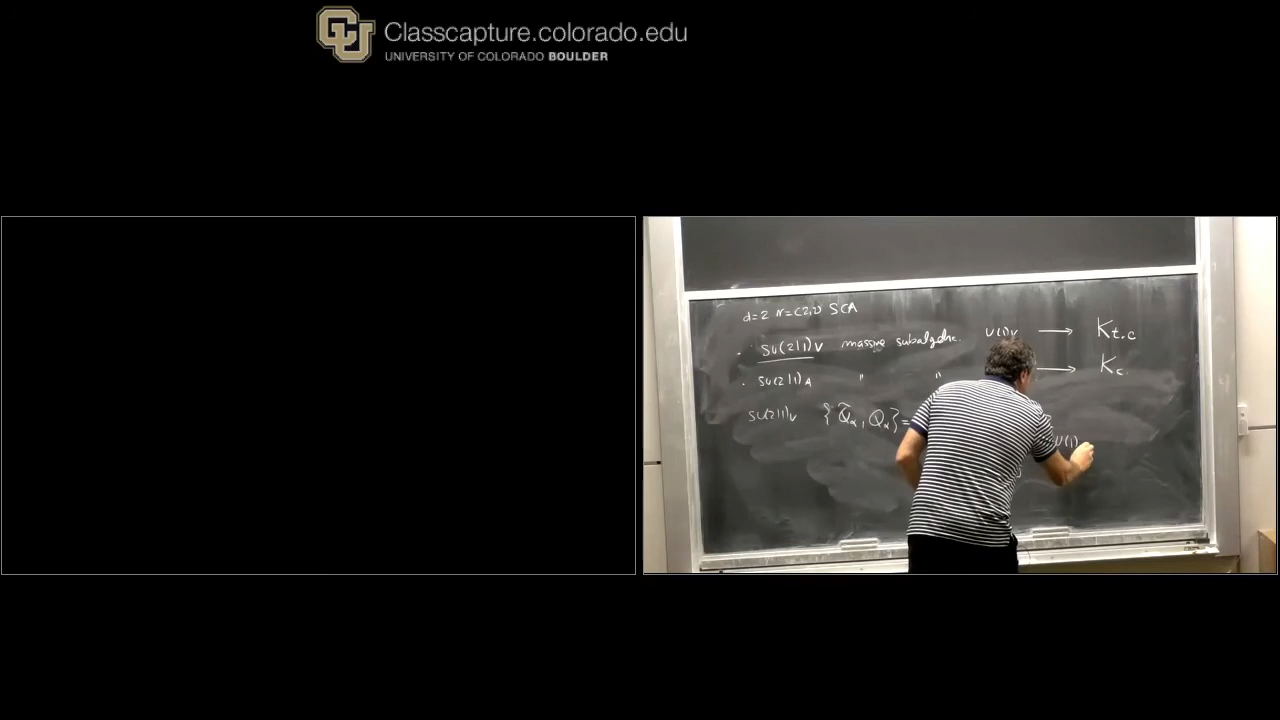 Classcapture.colorado.edu
UNIVERSITY OF COLORADO BOULDER
d=2 N=(2,2) SCA
· SU(2|1)V massive subalgebr. U(1)V ⟶ Kt.c
· SU(2|1)A " " ⟶ Kc.
SU(2|1)V {Q̃α, Qα}=
U(1)